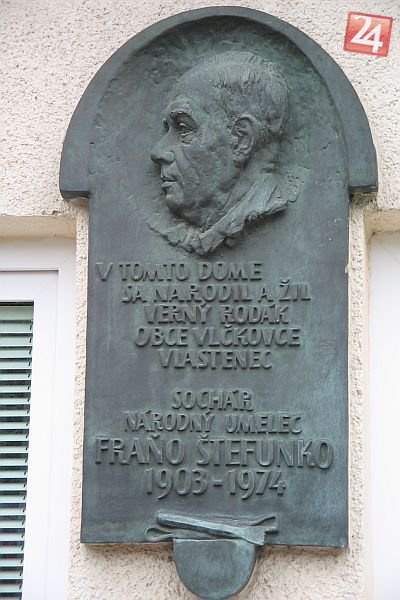 24
V TOMTO DOME
SA NARODIL A ŽIL
VERNÝ RODÁK
OBCE VLČKOVCE
VLASTENEC
SOCHÁR
NÁRODNÝ UMELEC
FRAŇO ŠTEFUNKO
1903-1974